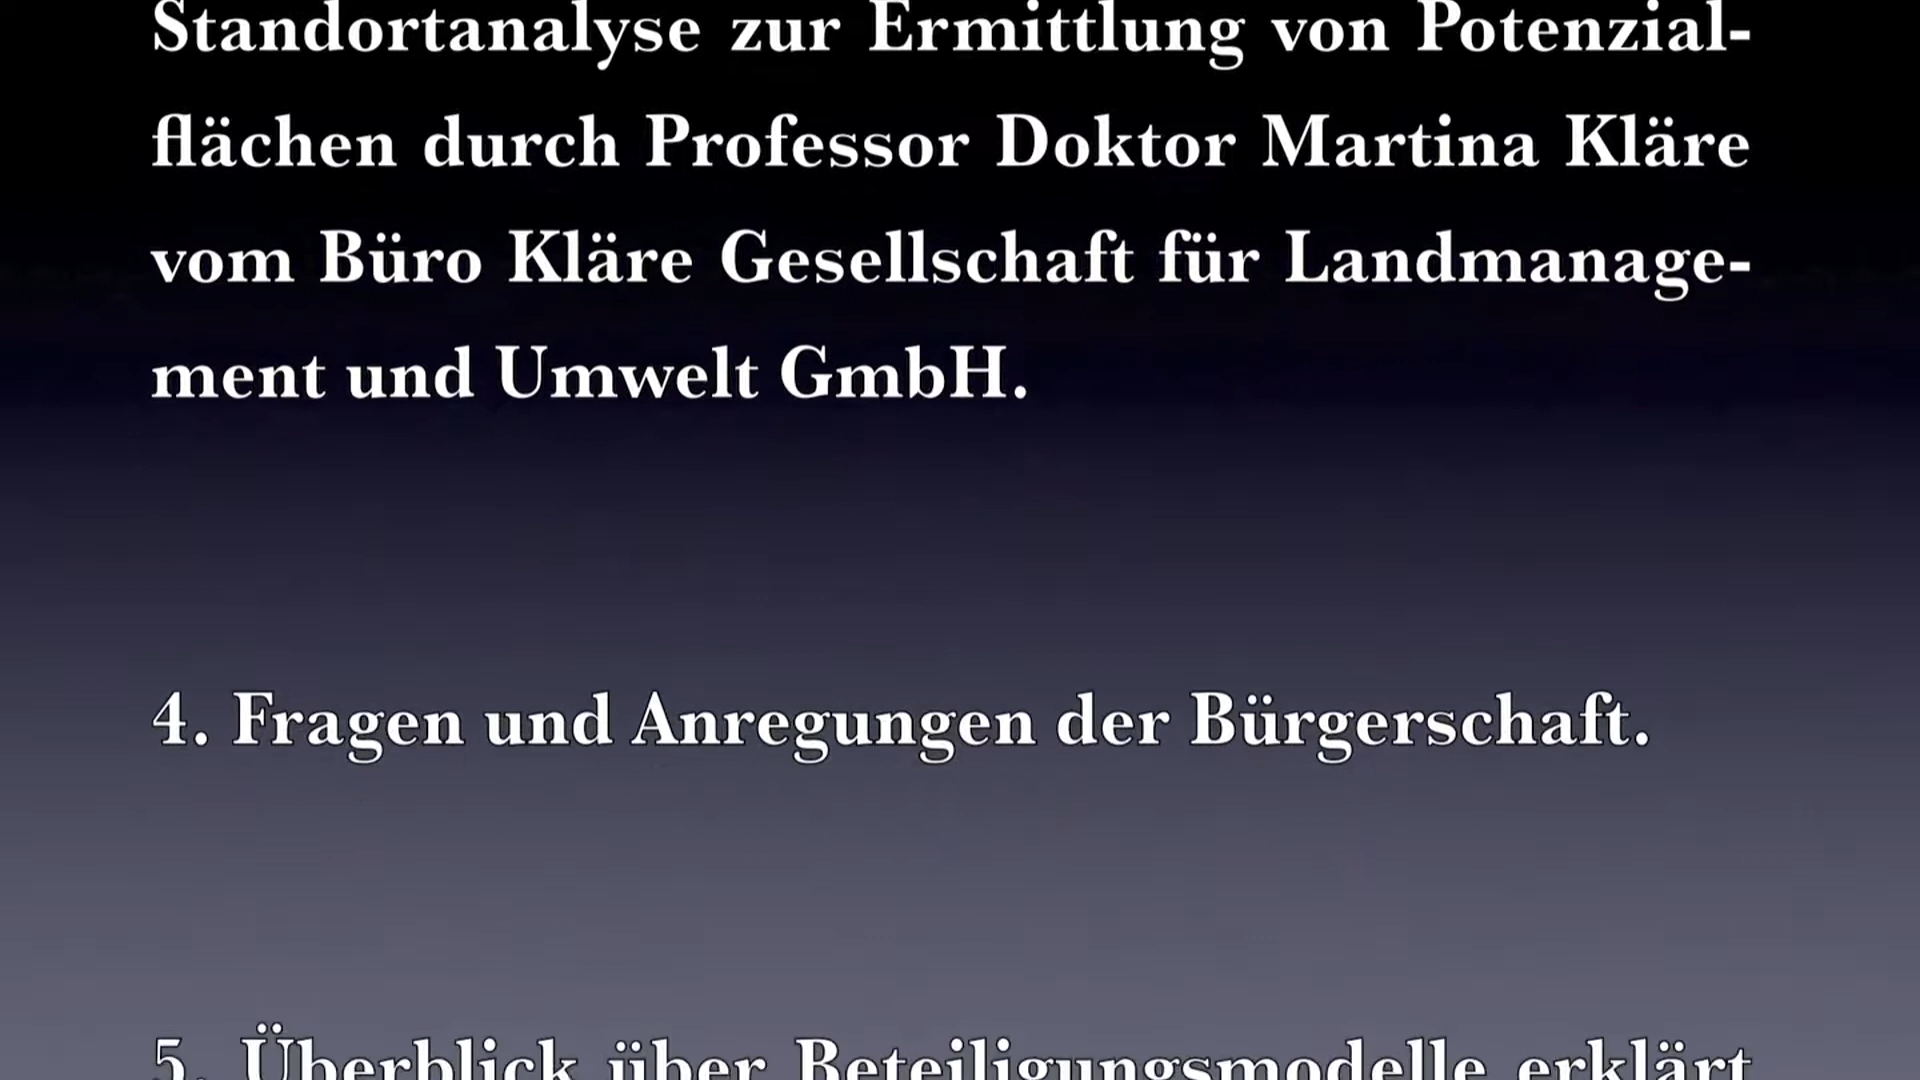 Standortanalyse zur Ermittlung von Potenzial-
flächen durch Professor Doktor Martina Kläre
vom Büro Kläre Gesellschaft für Landmanage-
ment und Umwelt GmbH.
4. Fragen und Anregungen der Bürgerschaft.
5. Überblick über Beteiligungsmodelle erklärt